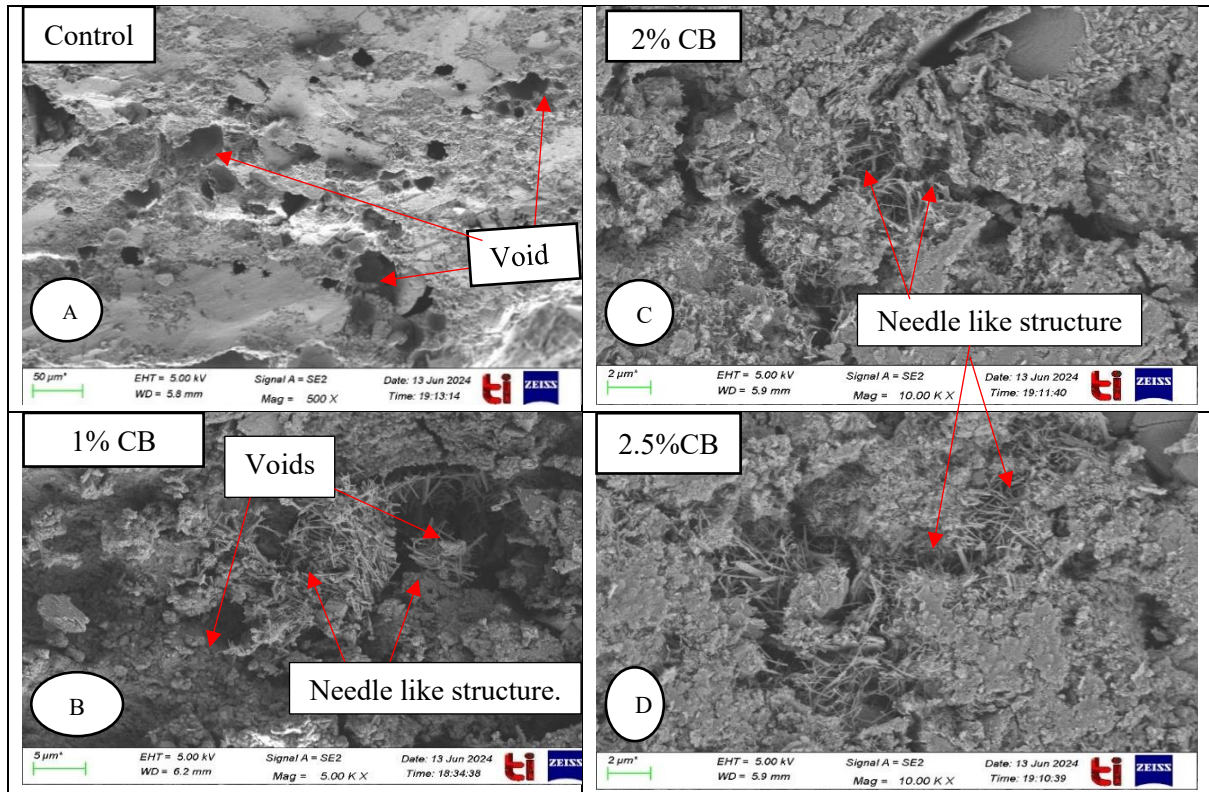 Control
Void
A
50 µm*
EHT = 5.00 kV
WD = 5.8 mm
Signal A = SE2
Mag = 500 X
Date: 13 Jun 2024
Time: 19:13:14
ti
ZEISS
2% CB
C
Needle like structure
2 µm*
EHT = 5.00 kV
WD = 5.9 mm
Signal A = SE2
Mag = 10.00 K X
Date: 13 Jun 2024
Time: 19:11:40
ti
ZEISS
1% CB
Voids
Needle like structure.
B
5 µm*
EHT = 5.00 kV
WD = 6.2 mm
Signal A = SE2
Mag = 5.00 K X
Date: 13 Jun 2024
Time: 18:34:38
ti
ZEISS
2.5%CB
D
2 µm*
EHT = 5.00 kV
WD = 5.9 mm
Signal A = SE2
Mag = 10.00 K X
Date: 13 Jun 2024
Time: 19:10:39
ti
ZEISS